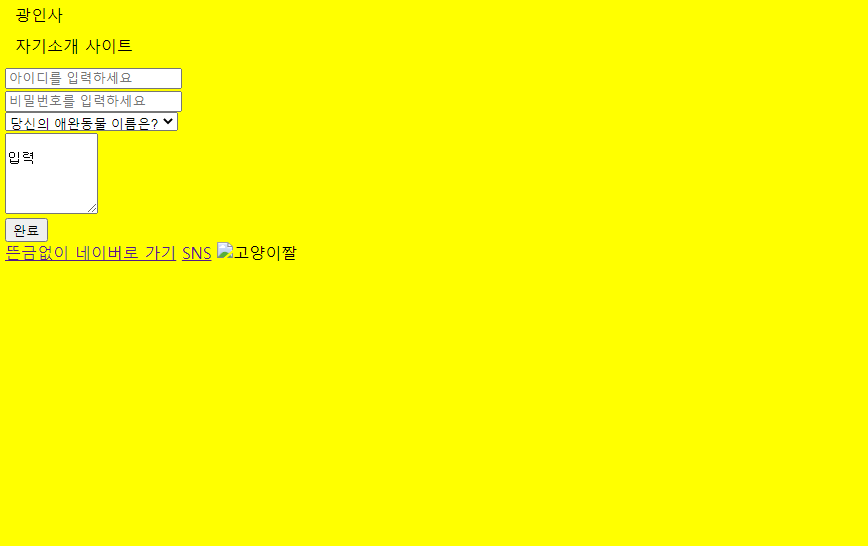 광인사
자기소개 사이트
아이디를 입력하세요
비밀번호를 입력하세요
당신의 애완동물 이름은?
입력
완료
뜬금없이 네이버로 가기 SNS 고양이짤